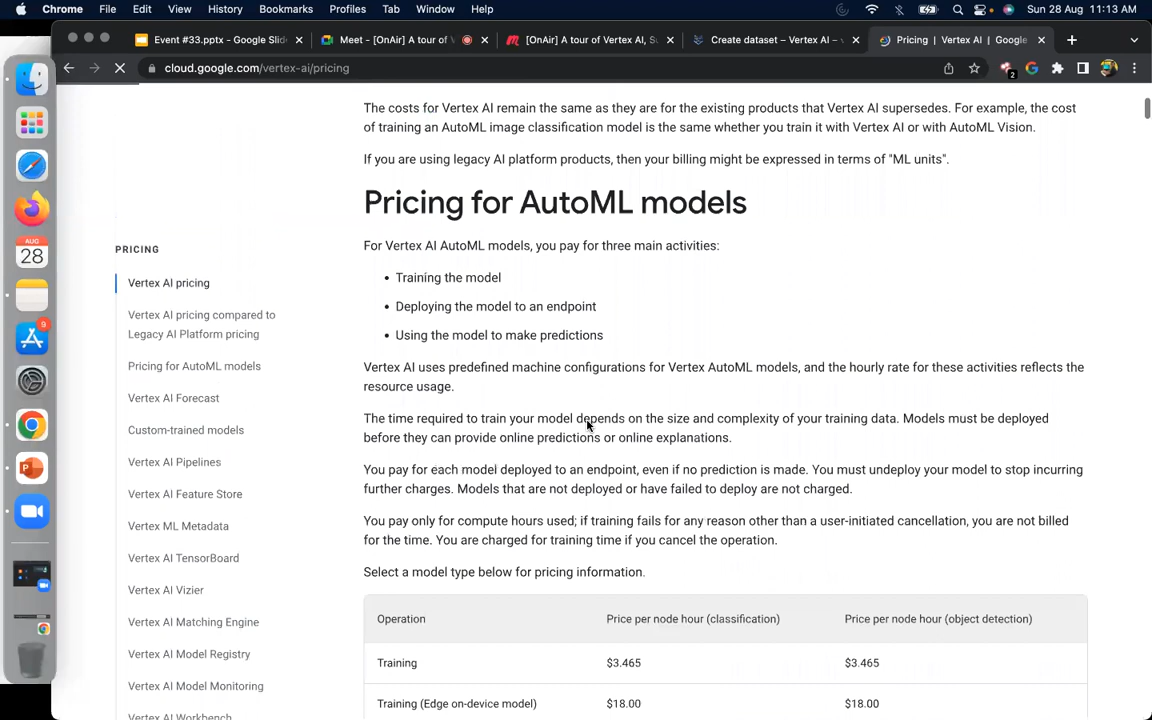 Chrome File Edit View History Bookmarks Profiles Tab Window Help Sun 28 Aug 11:13 AM
Event #33.pptx - Google Slid
Meet - [OnAir] A tour of V
[OnAir] A tour of Vertex AI, S
Create dataset – Vertex AI – v
Pricing | Vertex AI | Google
cloud.google.com/vertex-ai/pricing
2
AUG
28
9
PRICING
Vertex AI pricing
Vertex AI pricing compared to
Legacy AI Platform pricing
Pricing for AutoML models
Vertex AI Forecast
Custom-trained models
Vertex AI Pipelines
Vertex AI Feature Store
Vertex ML Metadata
Vertex AI TensorBoard
Vertex AI Vizier
Vertex AI Matching Engine
Vertex AI Model Registry
Vertex AI Model Monitoring
Vertex AI Workbench
The costs for Vertex AI remain the same as they are for the existing products that Vertex AI supersedes. For example, the cost
of training an AutoML image classification model is the same whether you train it with Vertex AI or with AutoML Vision.
If you are using legacy AI platform products, then your billing might be expressed in terms of "ML units".
Pricing for AutoML models
For Vertex AI AutoML models, you pay for three main activities:
• Training the model
• Deploying the model to an endpoint
• Using the model to make predictions
Vertex AI uses predefined machine configurations for Vertex AutoML models, and the hourly rate for these activities reflects the
resource usage.
The time required to train your model depends on the size and complexity of your training data. Models must be deployed
before they can provide online predictions or online explanations.
You pay for each model deployed to an endpoint, even if no prediction is made. You must undeploy your model to stop incurring
further charges. Models that are not deployed or have failed to deploy are not charged.
You pay only for compute hours used; if training fails for any reason other than a user-initiated cancellation, you are not billed
for the time. You are charged for training time if you cancel the operation.
Select a model type below for pricing information.
Operation Price per node hour (classification) Price per node hour (object detection)
Training $3.465 $3.465
Training (Edge on-device model) $18.00 $18.00